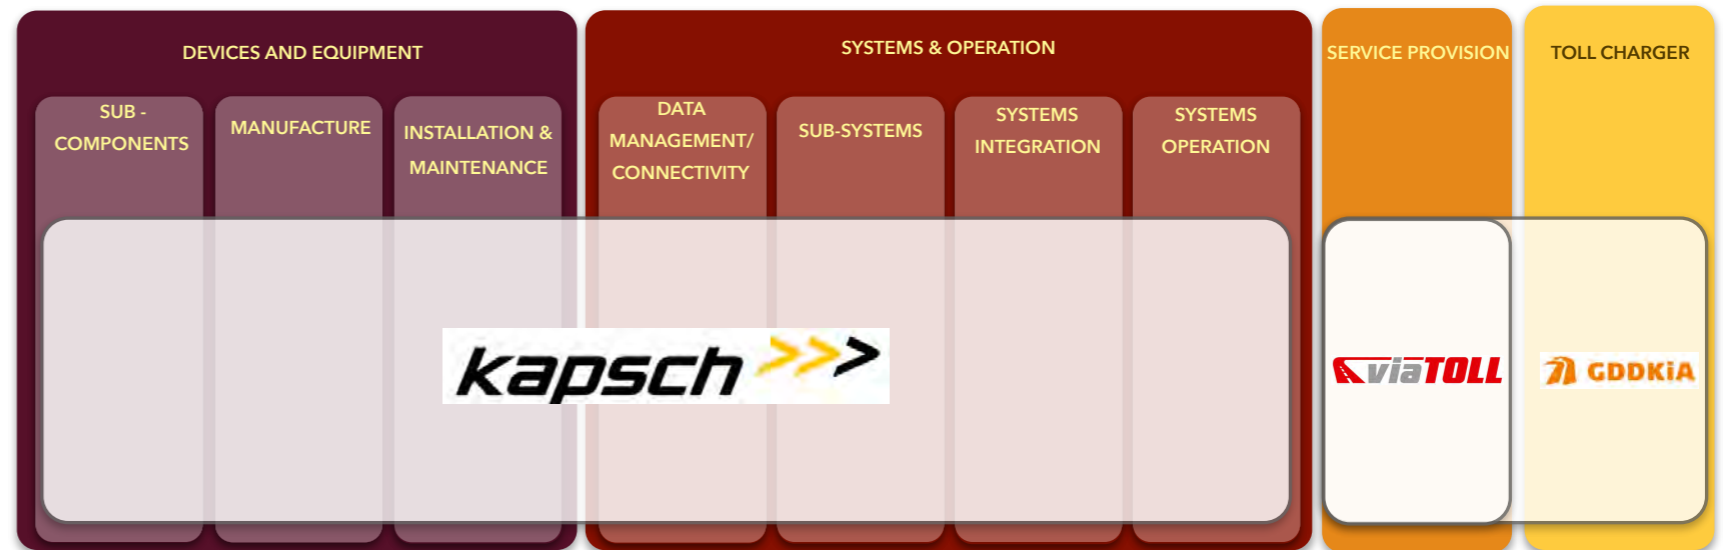 DEVICES AND EQUIPMENT
SYSTEMS & OPERATION
SERVICE PROVISION
TOLL CHARGER
SUB -
COMPONENTS
MANUFACTURE
INSTALLATION &
MAINTENANCE
DATA
MANAGEMENT/
CONNECTIVITY
SUB-SYSTEMS
SYSTEMS
INTEGRATION
SYSTEMS
OPERATION
kapsch >>>
viaTOLL
GDDKiA